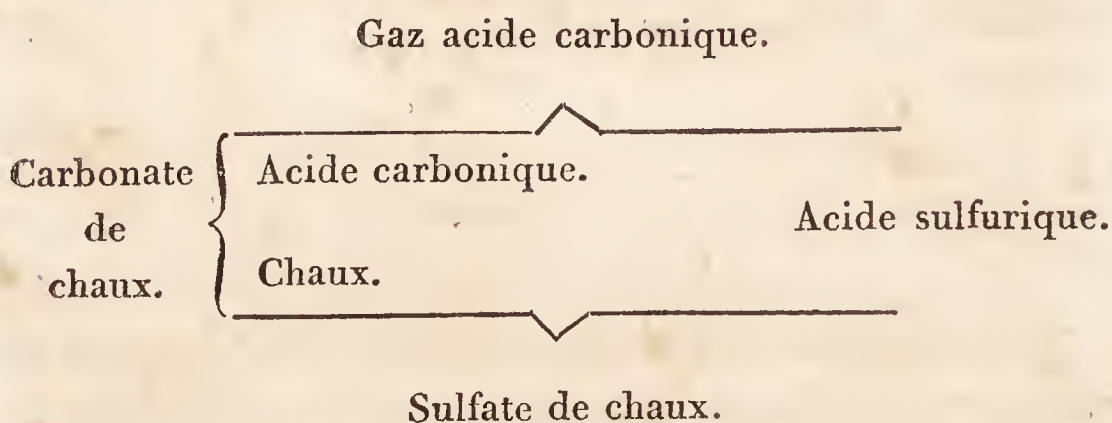 Gaz acide carbonique.
Carbonate
de
chaux.
Acide carbonique.
Chaux.
Acide sulfurique.
Sulfate de chaux.